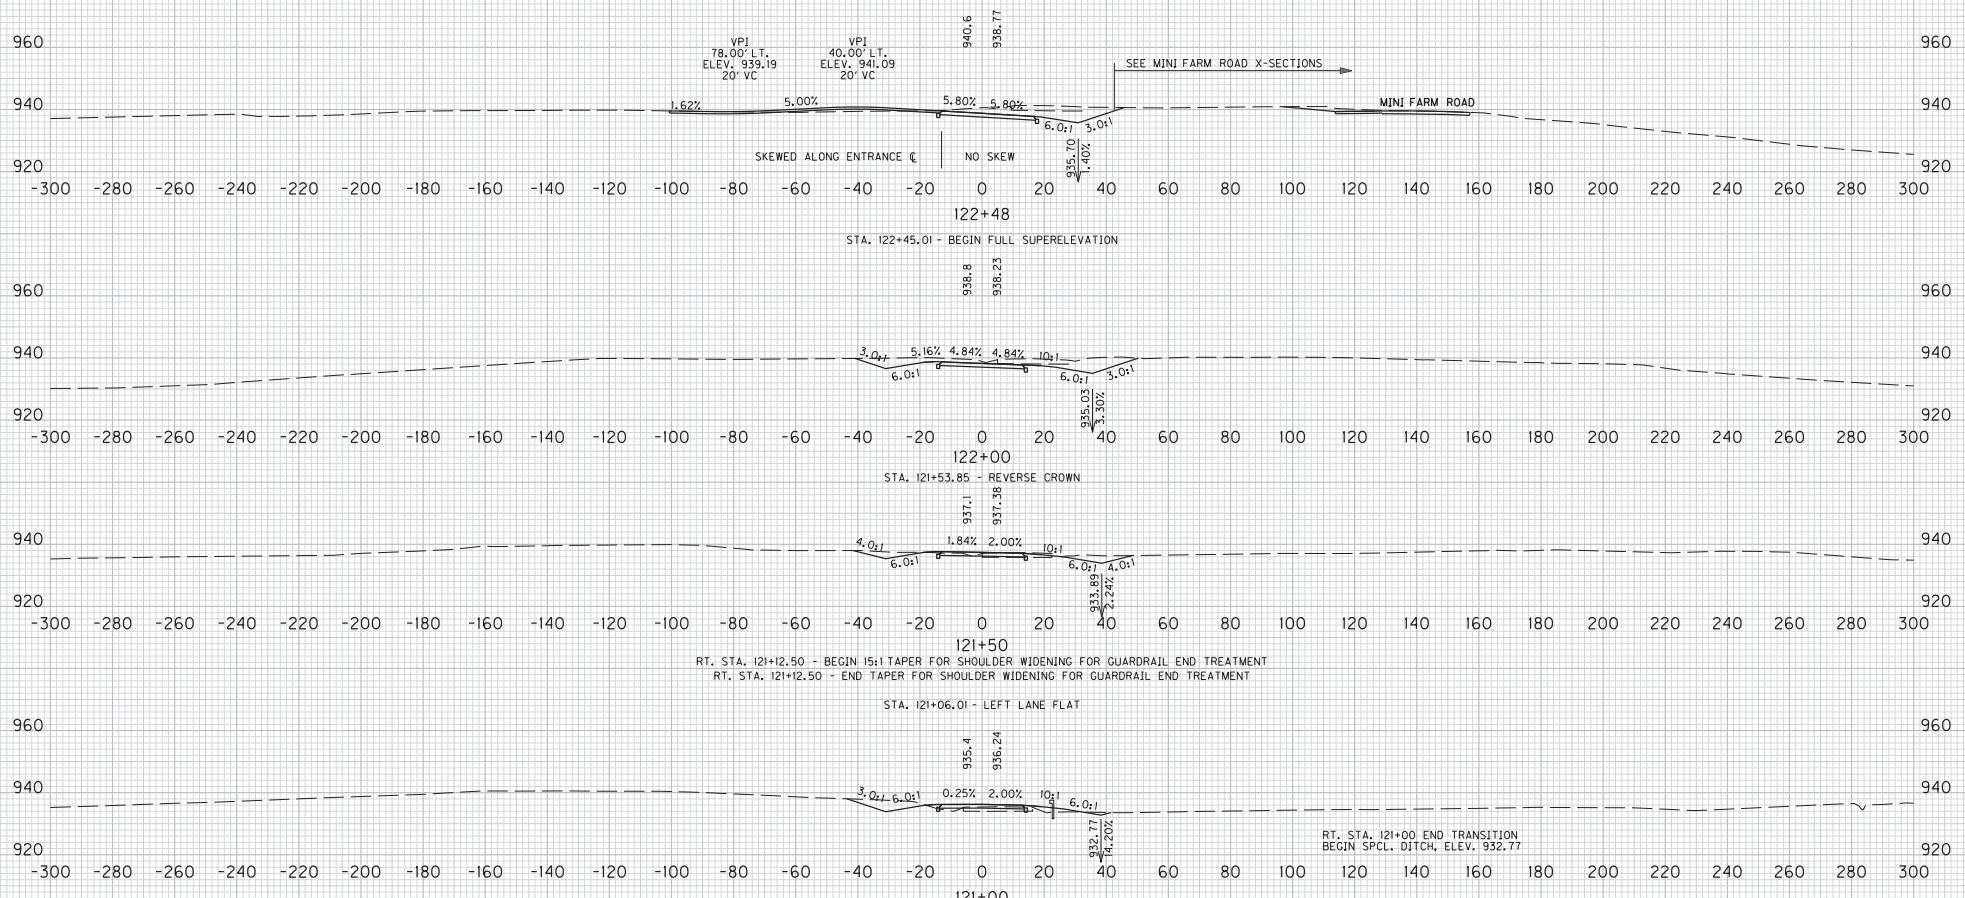 940.6 938.77
960 960
VPI VPI
78.00' LT. 40.00' LT.
ELEV. 939.19 ELEV. 941.09
20' VC 20' VC
SEE MINI FARM ROAD X-SECTIONS
940 1.62% 5.00% 5.80% 5.80% MINI FARM ROAD 940
6.0:1 3.0:1
SKEWED ALONG ENTRANCE ℄ NO SKEW
935.70 1.40%
920 920
-300 -280 -260 -240 -220 -200 -180 -160 -140 -120 -100 -80 -60 -40 -20 0 20 40 60 80 100 120 140 160 180 200 220 240 260 280 300
122+48
STA. 122+45.01 - BEGIN FULL SUPERELEVATION
938.8 938.23
960 960
940 3.0:1 5.16% 4.84% 4.84% 10:1 940
6.0:1 6.0:1 3.0:1
935.03 3.30%
920 920
-300 -280 -260 -240 -220 -200 -180 -160 -140 -120 -100 -80 -60 -40 -20 0 20 40 60 80 100 120 140 160 180 200 220 240 260 280 300
122+00
STA. 121+53.85 - REVERSE CROWN
937.1 937.38
940 4.0:1 1.84% 2.00% 10:1 940
6.0:1 6.0:1 4.0:1
933.89 2.24%
920 920
-300 -280 -260 -240 -220 -200 -180 -160 -140 -120 -100 -80 -60 -40 -20 0 20 40 60 80 100 120 140 160 180 200 220 240 260 280 300
121+50
RT. STA. 121+12.50 - BEGIN 15:1 TAPER FOR SHOULDER WIDENING FOR GUARDRAIL END TREATMENT
RT. STA. 121+12.50 - END TAPER FOR SHOULDER WIDENING FOR GUARDRAIL END TREATMENT
STA. 121+06.01 - LEFT LANE FLAT
960 960
935.4 936.24
940 3.0:1 6.0:1 0.25% 2.00% 10:1 6.0:1 940
932.77 14.20%
RT. STA. 121+00 END TRANSITION
BEGIN SPCL. DITCH, ELEV. 932.77
920 920
-300 -280 -260 -240 -220 -200 -180 -160 -140 -120 -100 -80 -60 -40 -20 0 20 40 60 80 100 120 140 160 180 200 220 240 260 280 300
121+00